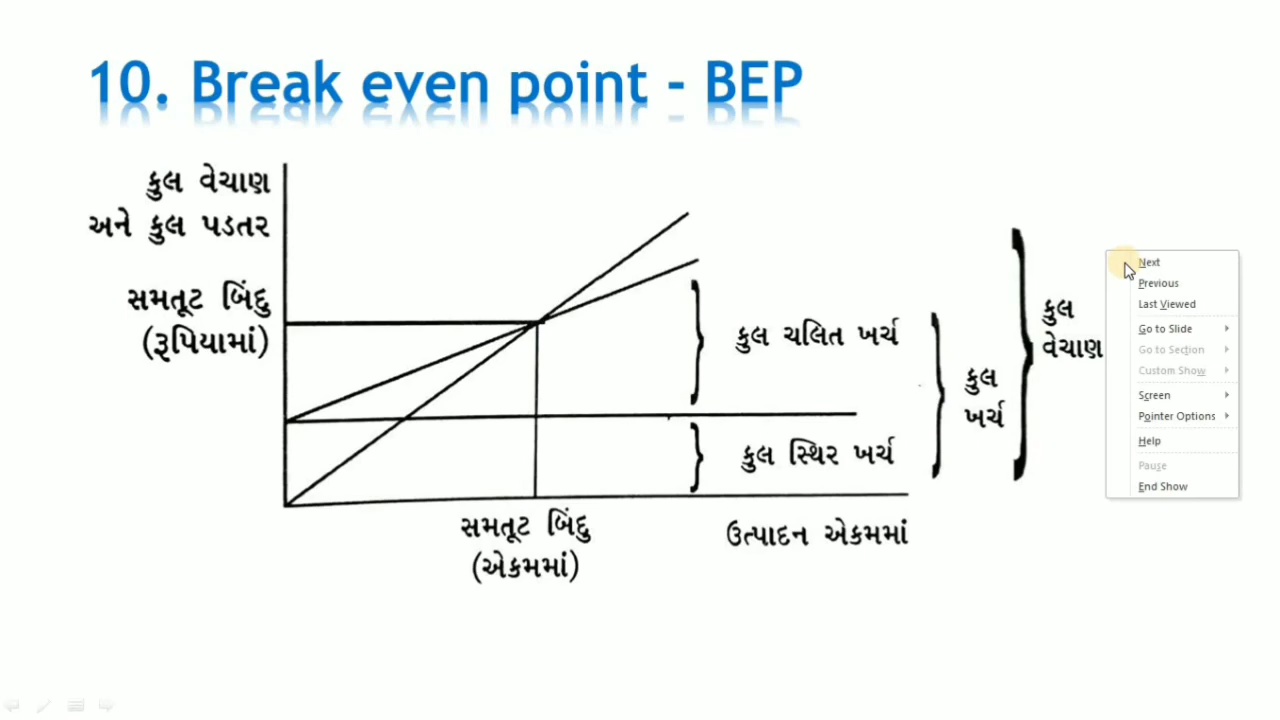 10. Break even point - BEP
કુલ વેચાણ
અને કુલ પડતર
સમતૂટ બિંદુ
(રૂપિયામાં)
કુલ ચલિત ખર્ચ
કુલ સ્થિર ખર્ચ
કુલ
ખર્ચ
કુલ
વેચાણ
સમતૂટ બિંદુ
(એકમમાં)
ઉત્પાદન એકમમાં
Next
Previous
Last Viewed
Go to Slide
Go to Section
Custom Show
Screen
Pointer Options
Help
Pause
End Show